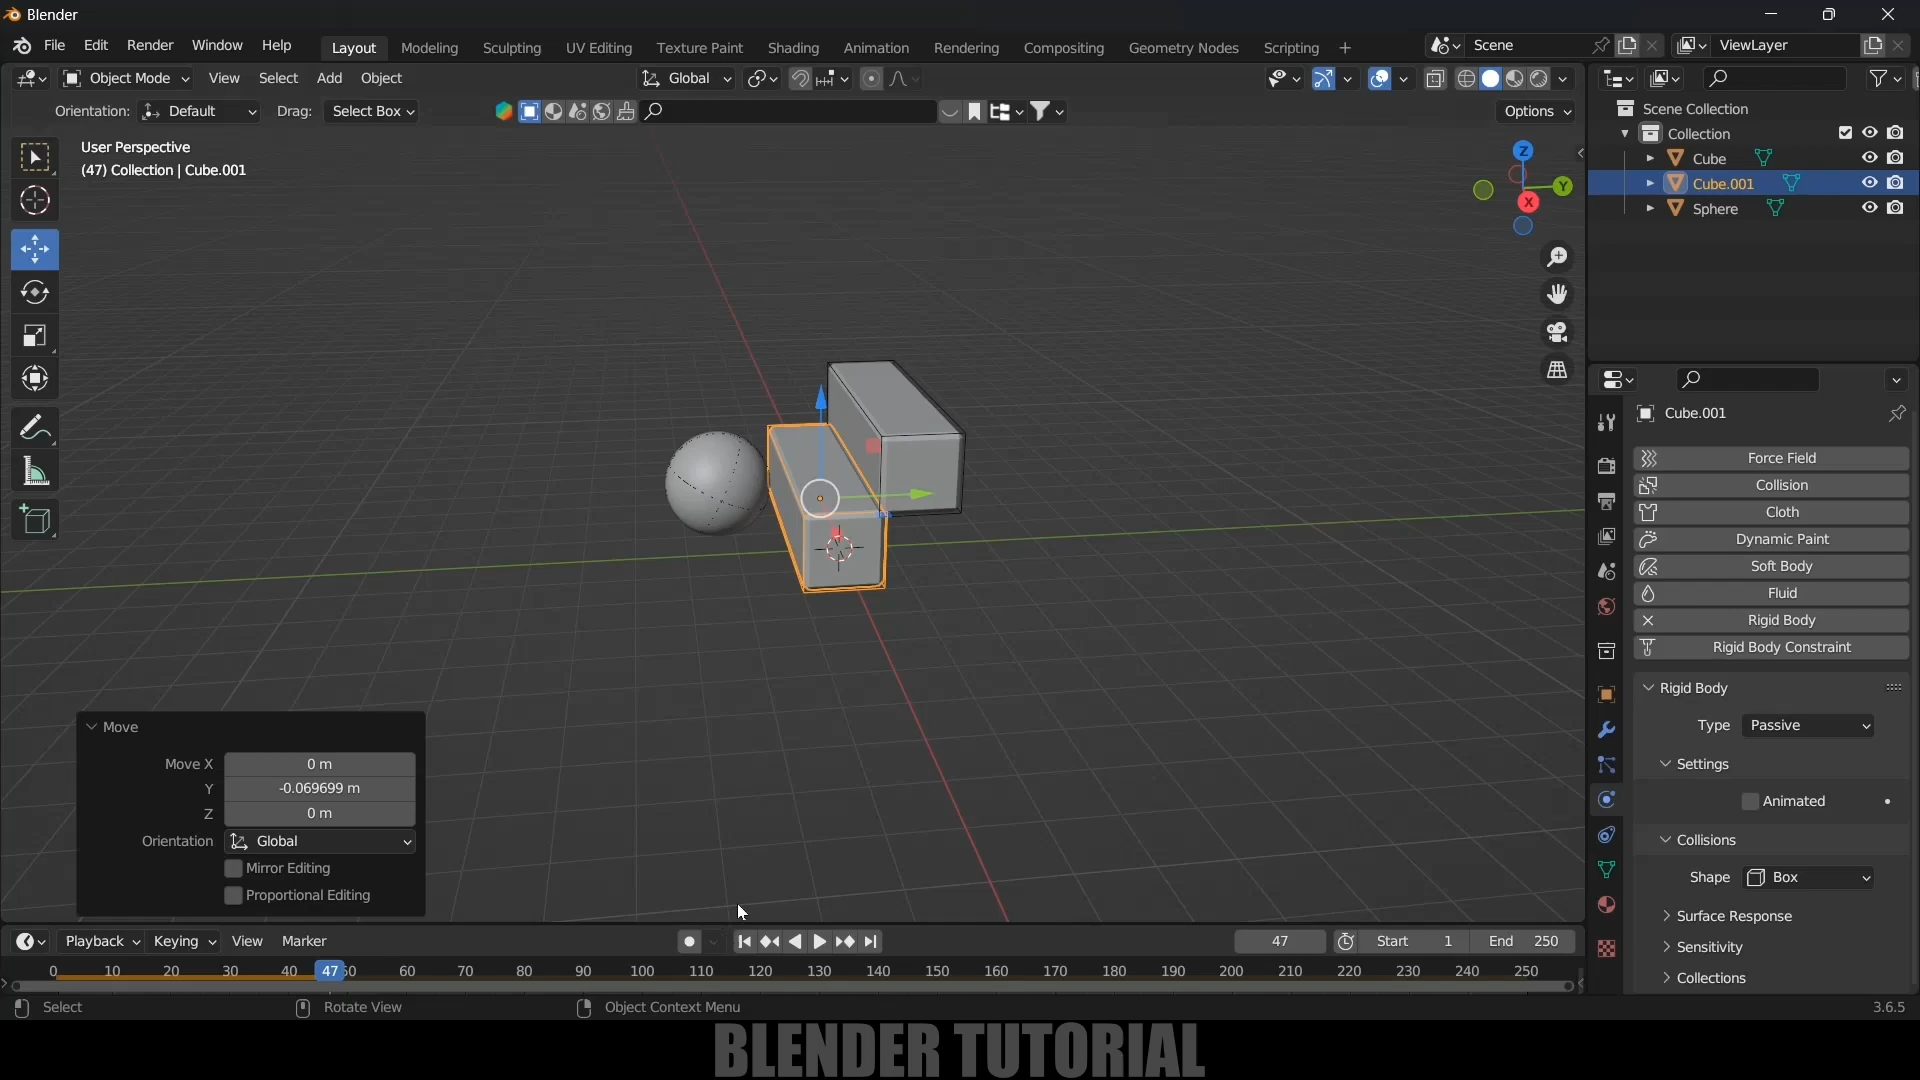 Blender
File Edit Render Window Help Layout Modeling Sculpting UV Editing Texture Paint Shading Animation Rendering Compositing Geometry Nodes Scripting + Scene ViewLayer
Object Mode View Select Add Object Global
Orientation: Default Drag: Select Box Options
User Perspective
(47) Collection | Cube.001
Z
Y
X
Scene Collection
Collection
Cube
Cube.001
Sphere
Cube.001
Force Field
Collision
Cloth
Dynamic Paint
Soft Body
Fluid
Rigid Body
Rigid Body Constraint
Rigid Body
Type Passive
Settings
Animated
Collisions
Shape Box
Surface Response
Sensitivity
Collections
Move
Move X 0 m
Y -0.069699 m
Z 0 m
Orientation Global
Mirror Editing
Proportional Editing
Playback Keying View Marker 47 Start 1 End 250
0 10 20 30 40 47 50 60 70 80 90 100 110 120 130 140 150 160 170 180 190 200 210 220 230 240 250
Select Rotate View Object Context Menu 3.6.5
BLENDER TUTORIAL